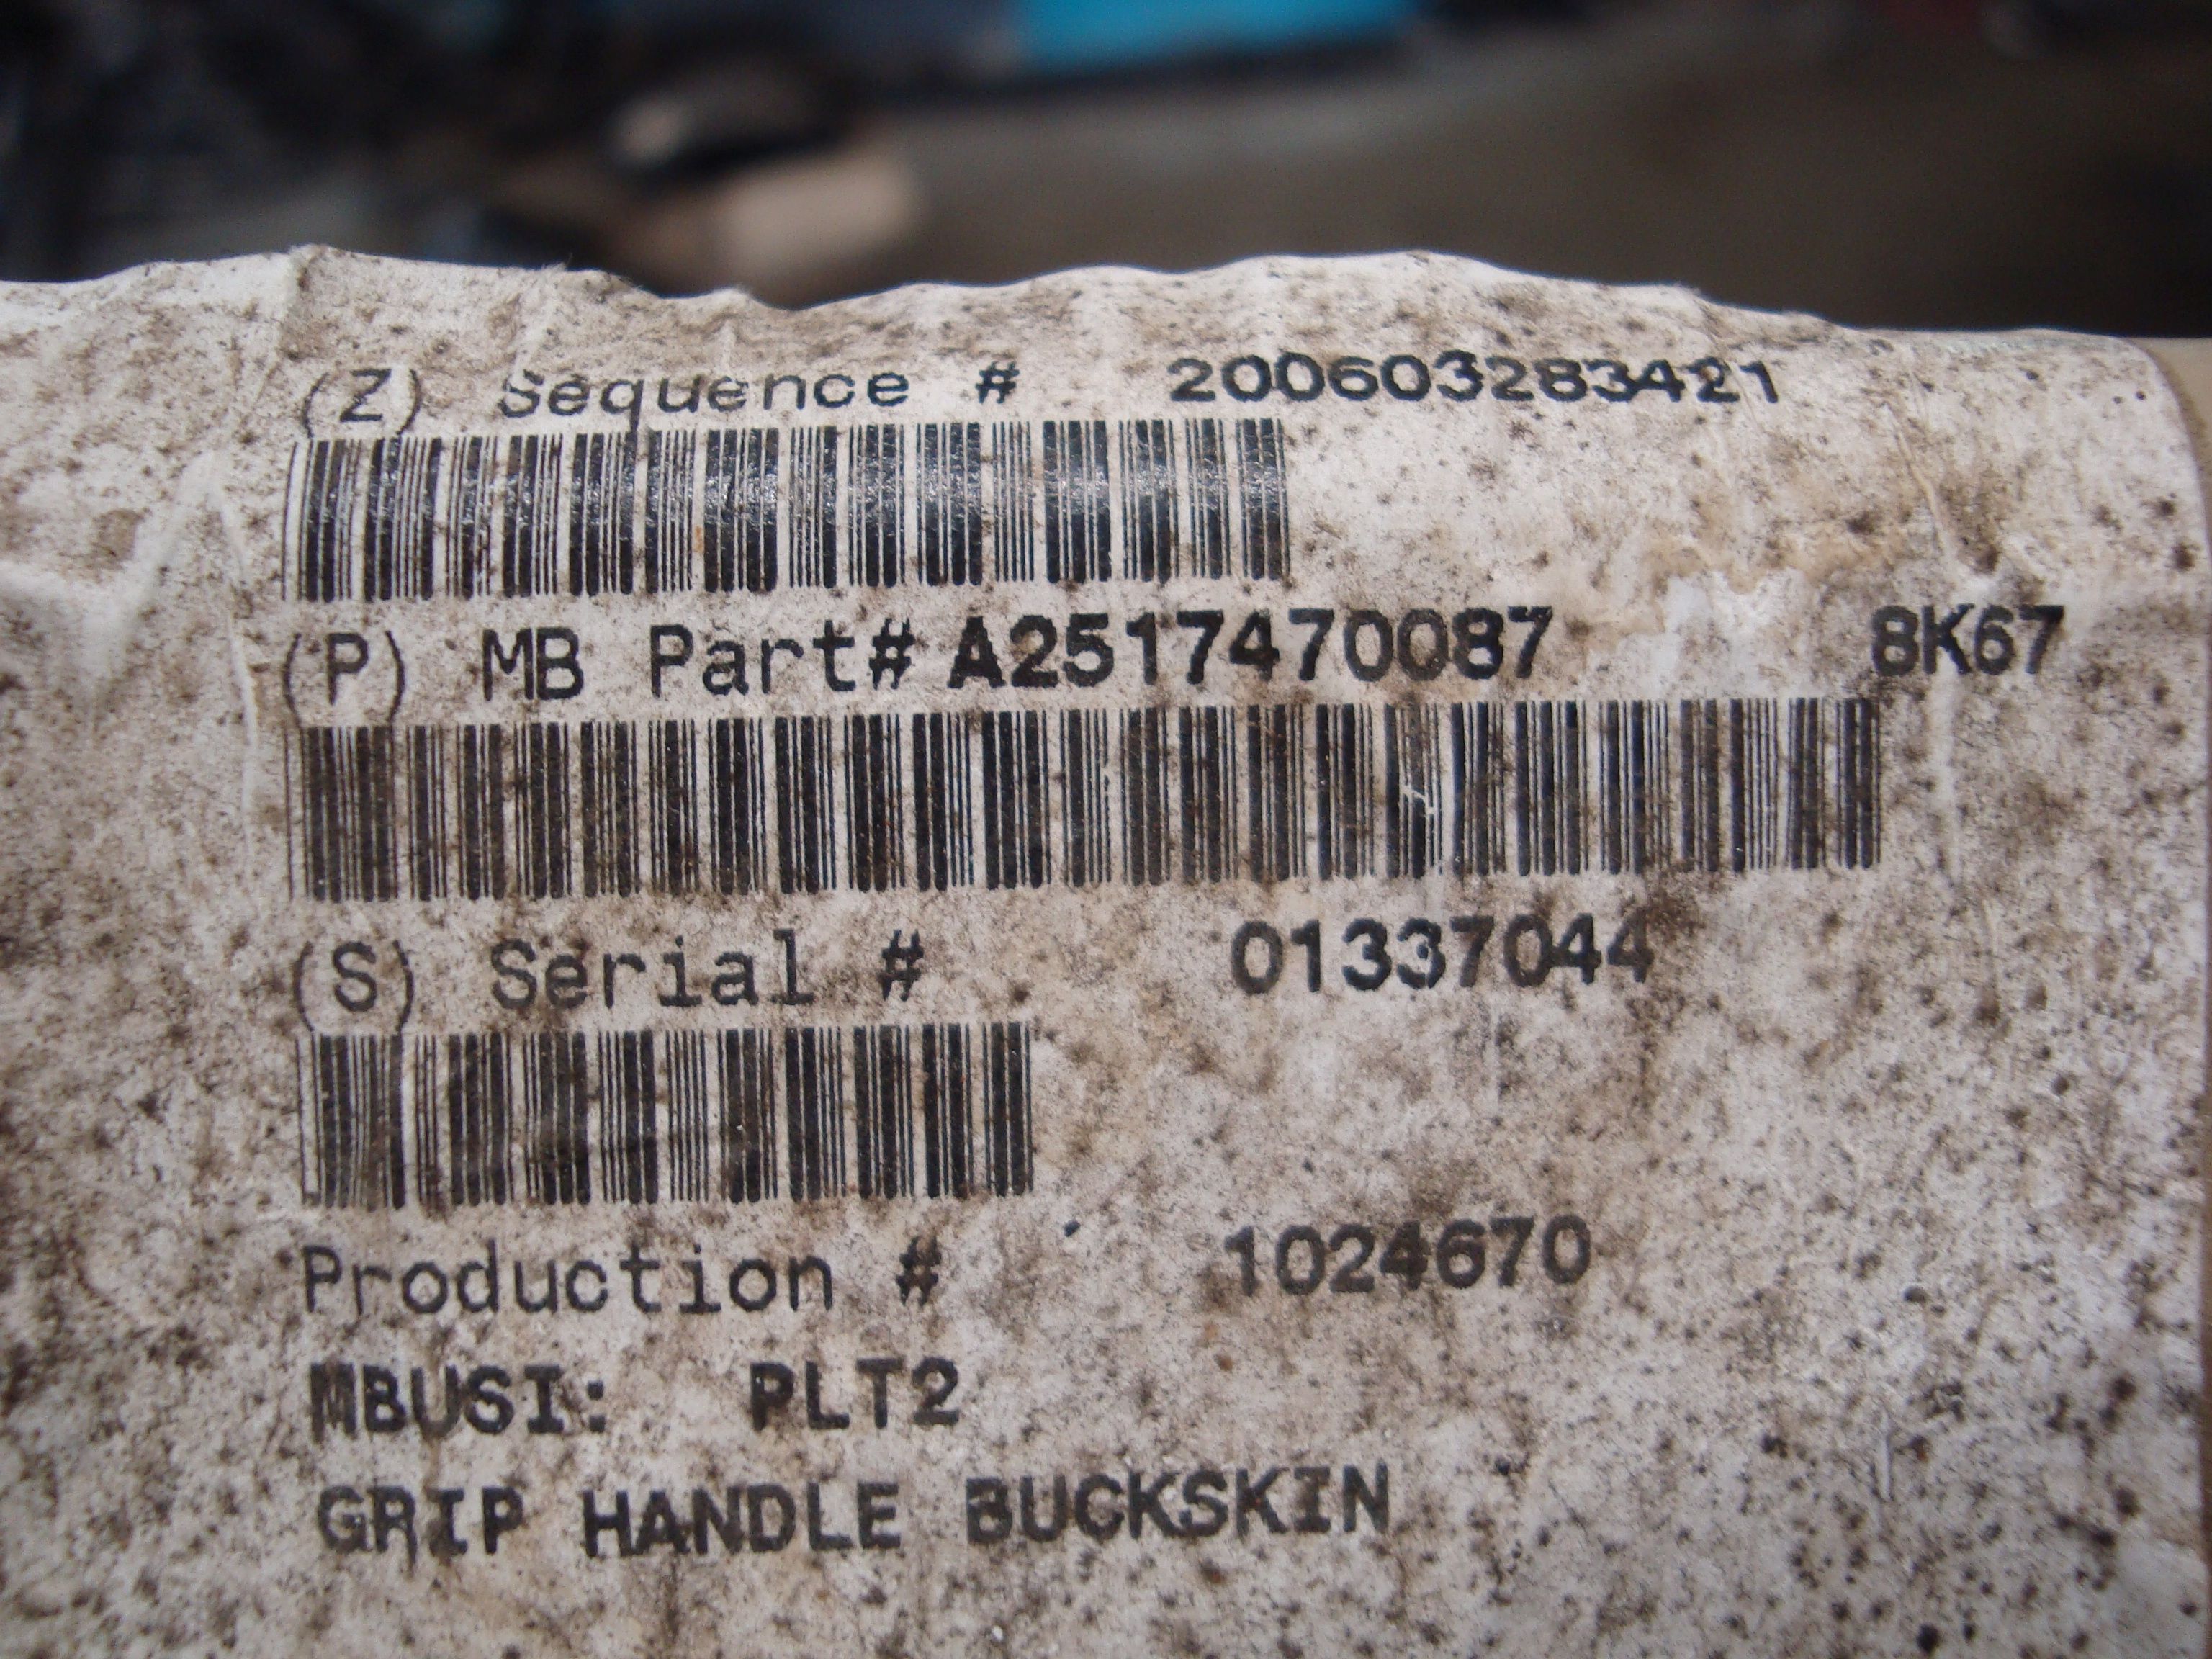 (Z) Sequence # 200603283421
(P) MB Part# A2517470087 8K67
(S) Serial # 01337044
Production # 1024670
MBUSI: PLT2
GRIP HANDLE BUCKSKIN